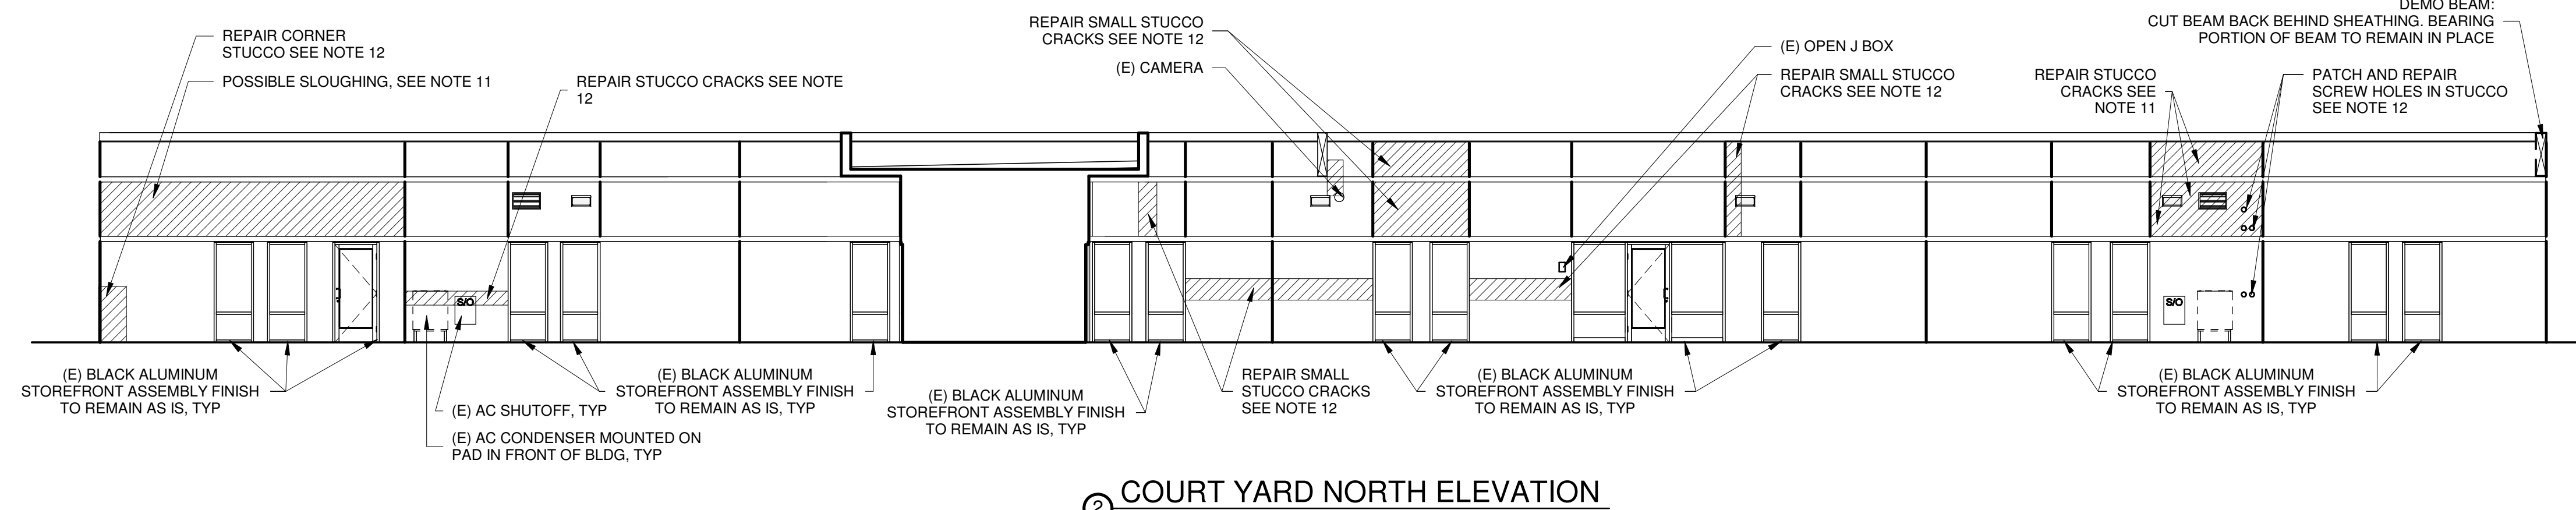 REPAIR CORNER
STUCCO SEE NOTE 12
POSSIBLE SLOUGHING, SEE NOTE 11
REPAIR STUCCO CRACKS SEE NOTE
12
REPAIR SMALL STUCCO
CRACKS SEE NOTE 12
(E) CAMERA
(E) OPEN J BOX
REPAIR SMALL STUCCO
CRACKS SEE NOTE 12
DEMO BEAM:
CUT BEAM BACK BEHIND SHEATHING. BEARING
PORTION OF BEAM TO REMAIN IN PLACE
REPAIR STUCCO
CRACKS SEE
NOTE 11
PATCH AND REPAIR
SCREW HOLES IN STUCCO
SEE NOTE 12
S/O
S/O
(E) BLACK ALUMINUM
STOREFRONT ASSEMBLY FINISH
TO REMAIN AS IS, TYP
(E) AC SHUTOFF, TYP
(E) AC CONDENSER MOUNTED ON
PAD IN FRONT OF BLDG, TYP
(E) BLACK ALUMINUM
STOREFRONT ASSEMBLY FINISH
TO REMAIN AS IS, TYP
(E) BLACK ALUMINUM
STOREFRONT ASSEMBLY FINISH
TO REMAIN AS IS, TYP
REPAIR SMALL
STUCCO CRACKS
SEE NOTE 12
(E) BLACK ALUMINUM
STOREFRONT ASSEMBLY FINISH
TO REMAIN AS IS, TYP
(E) BLACK ALUMINUM
STOREFRONT ASSEMBLY FINISH
TO REMAIN AS IS, TYP
2 COURT YARD NORTH ELEVATION